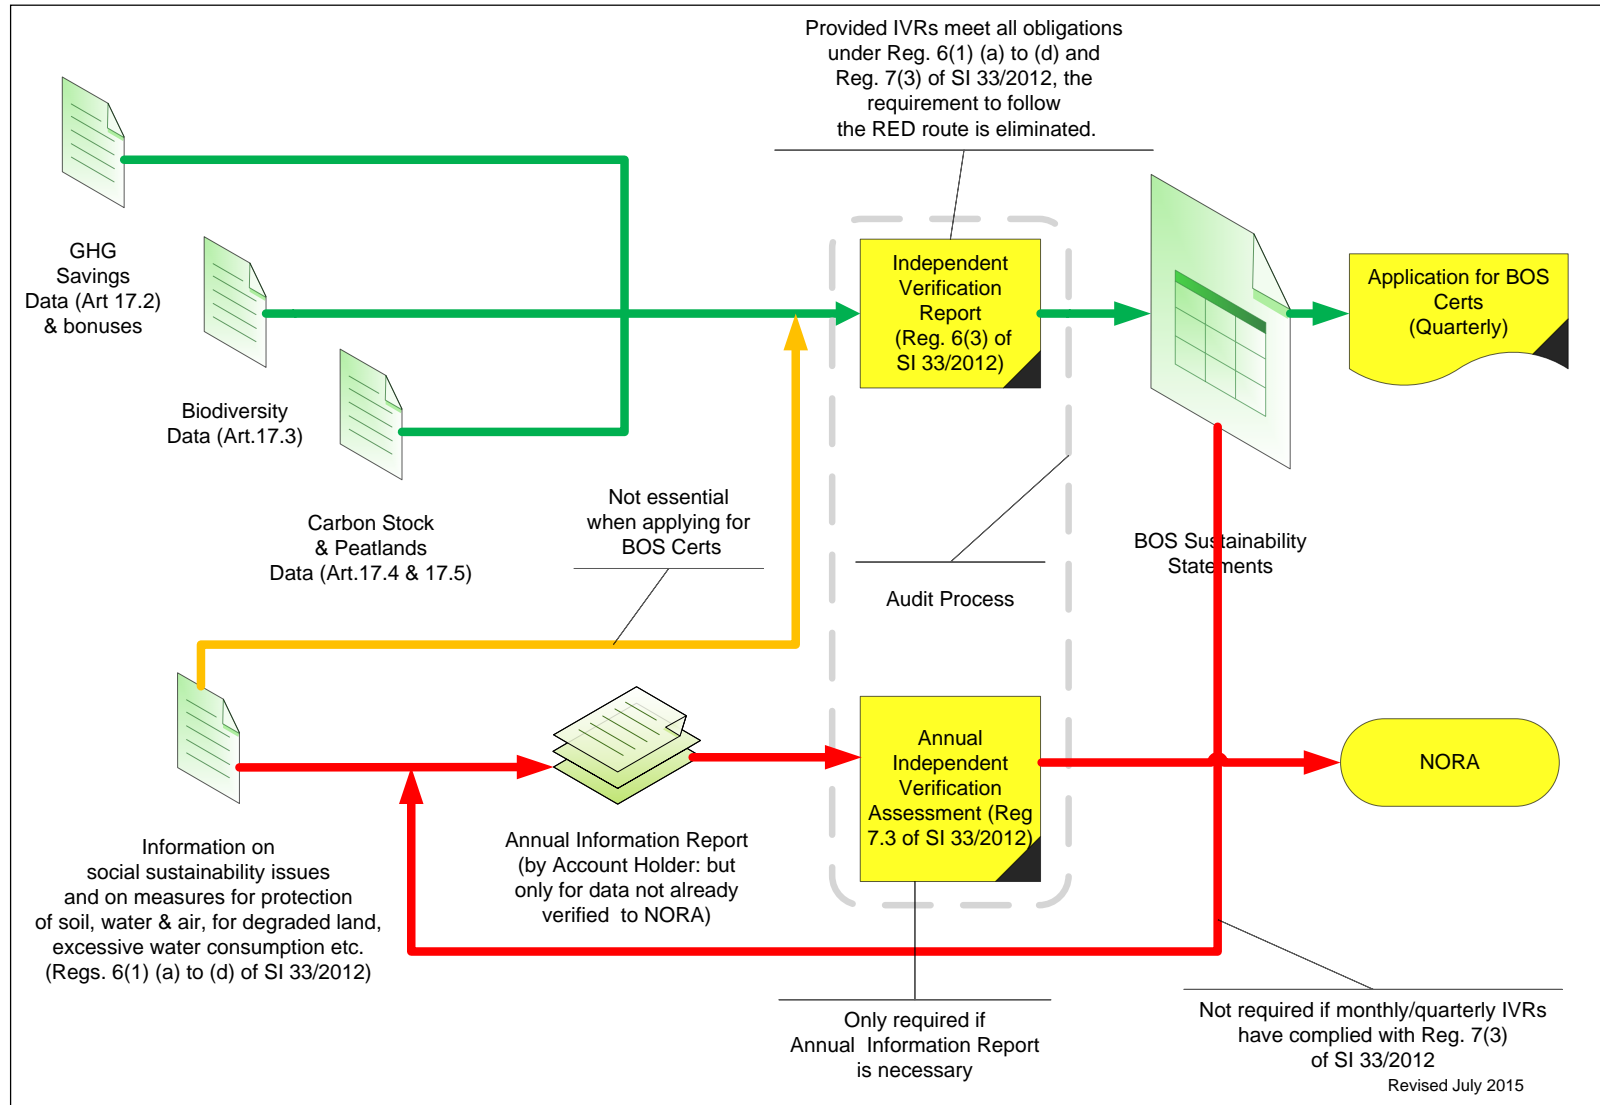 Provided IVRs meet all obligations
under Reg. 6(1) (a) to (d) and
Reg. 7(3) of SI 33/2012, the
requirement to follow
the RED route is eliminated.
GHG
Savings
Data (Art 17.2)
& bonuses
Biodiversity
Data (Art.17.3)
Carbon Stock
& Peatlands
Data (Art.17.4 & 17.5)
Independent
Verification
Report
(Reg. 6(3) of
SI 33/2012)
Application for BOS
Certs
(Quarterly)
Not essential
when applying for
BOS Certs
BOS Sustainability
Statements
Audit Process
Information on
social sustainability issues
and on measures for protection
of soil, water & air, for degraded land,
excessive water consumption etc.
(Regs. 6(1) (a) to (d) of SI 33/2012)
Annual Information Report
(by Account Holder: but
only for data not already
verified to NORA)
Annual
Independent
Verification
Assessment (Reg
7.3 of SI 33/2012)
NORA
Only required if
Annual Information Report
is necessary
Not required if monthly/quarterly IVRs
have complied with Reg. 7(3)
of SI 33/2012
Revised July 2015